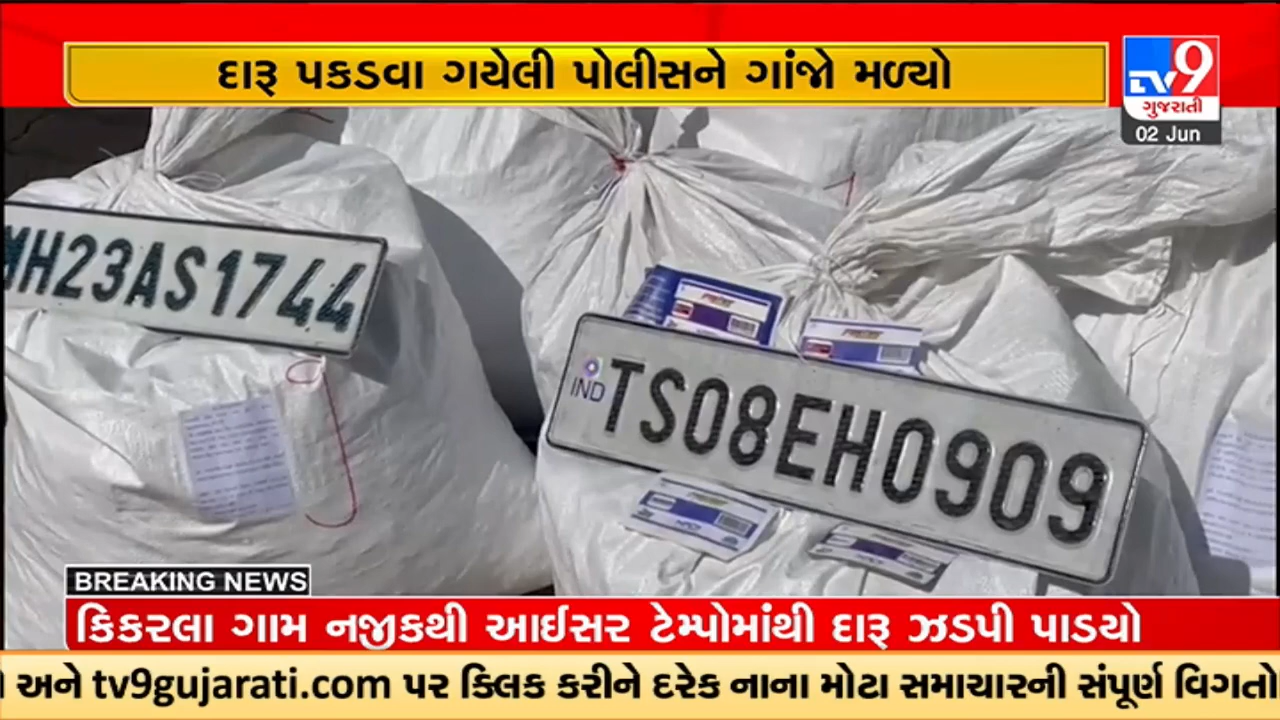 દારૂ પકડવા ગયેલી પોલીસને ગાંજો મળ્યો
TV9
ગુજરાતી
02 Jun
MH23AS1744
IND TS08EH0909
BREAKING NEWS
કિકરલા ગામ નજીકથી આઈસર ટેમ્પોમાંથી દારૂ ઝડપી પાડયો
અને tv9gujarati.com પર ક્લિક કરીને દરેક નાના મોટા સમાચારની સંપૂર્ણ વિગતો